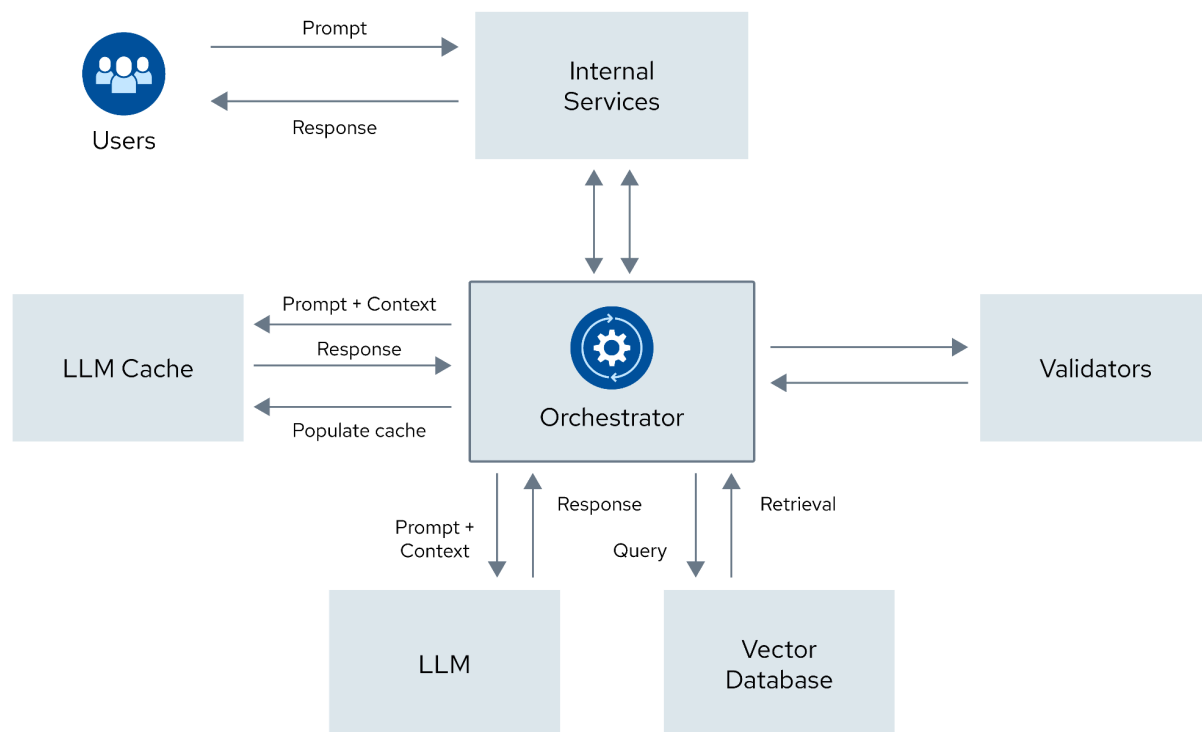 Prompt
Internal
Services
Response
Users
Prompt + Context
Response
LLM Cache
Populate cache
Orchestrator
Validators
Prompt +
Context
Response
Query
Retrieval
LLM
Vector
Database